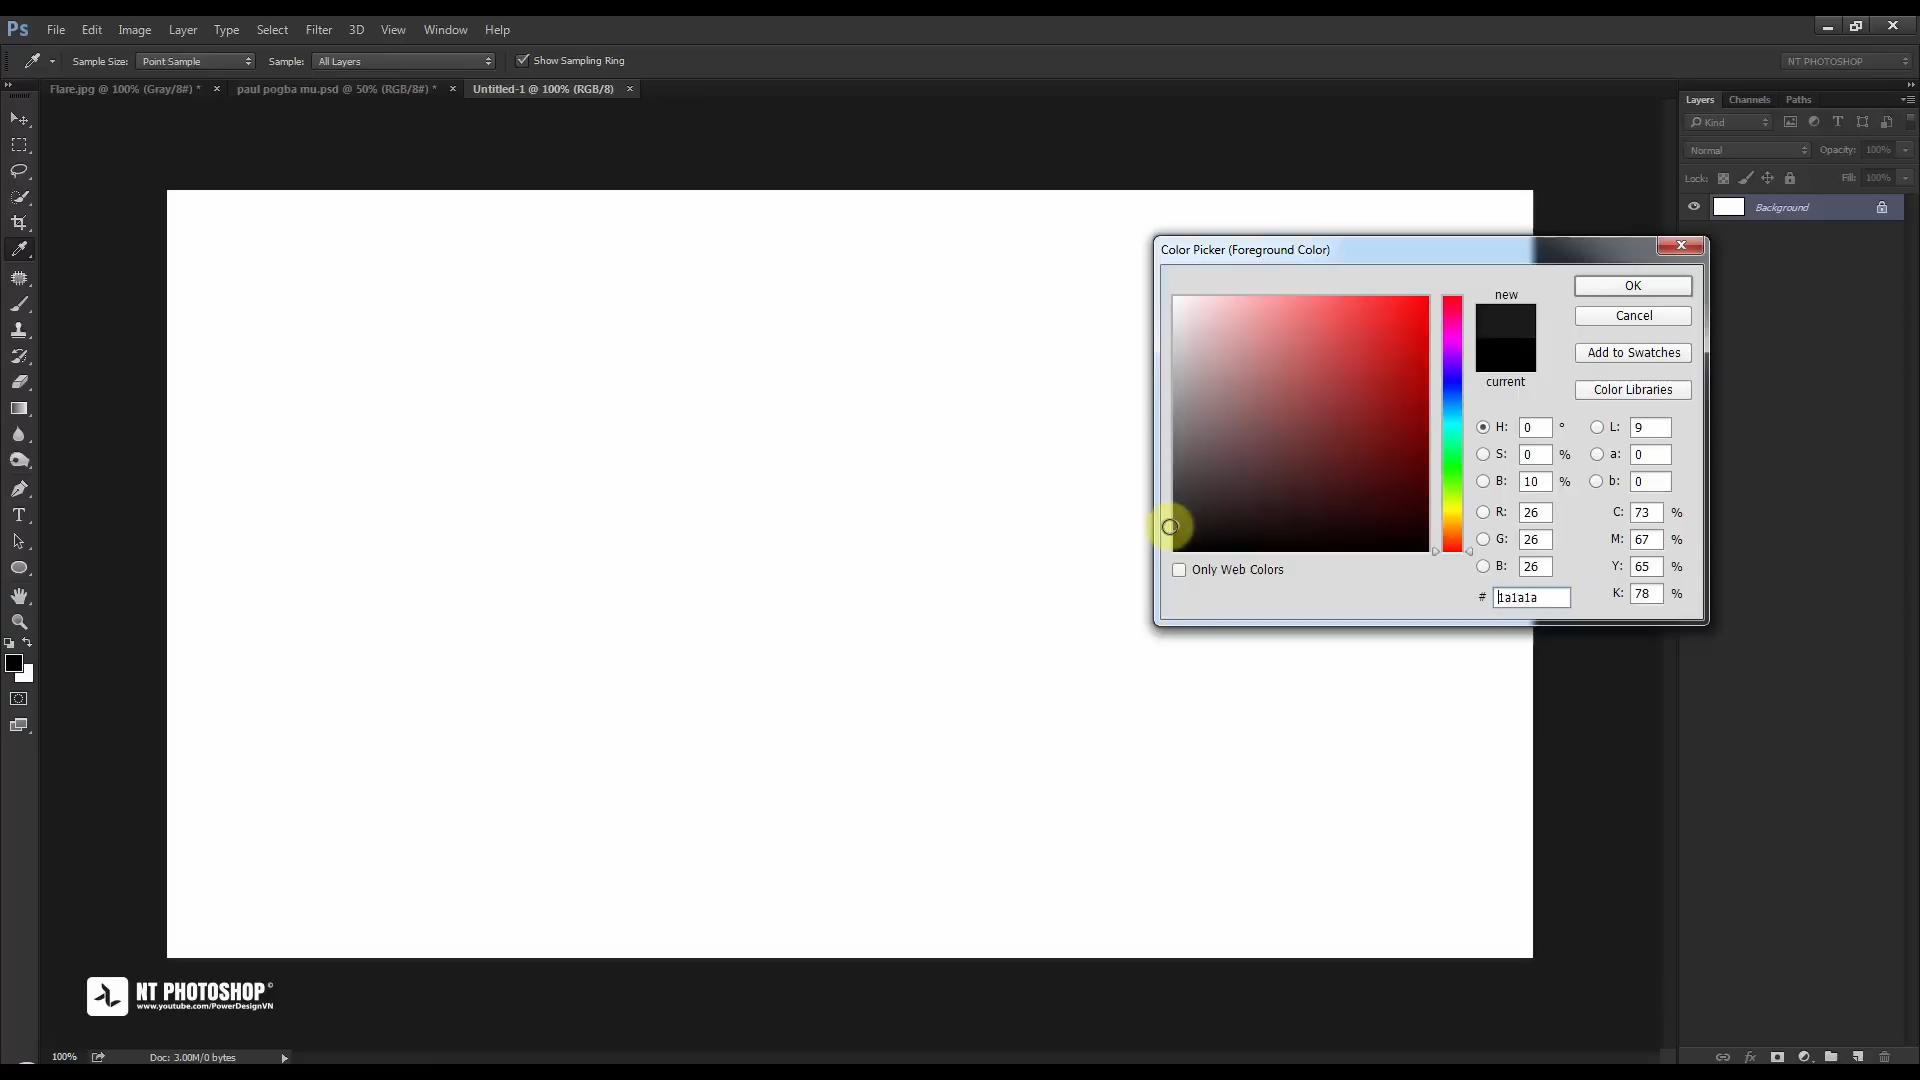 Ps File Edit Image Layer Type Select Filter 3D View Window Help
Sample Size: Point Sample Sample: All Layers Show Sampling Ring NT PHOTOSHOP
Flare.jpg @ 100% (Gray/8#) * × paul pogba mu.psd @ 50% (RGB/8#) * × Untitled-1 @ 100% (RGB/8) ×
Layers Channels Paths
Kind
Normal Opacity: 100%
Lock: Fill: 100%
Background
Color Picker (Foreground Color)
new
current
OK
Cancel
Add to Swatches
Color Libraries
H: 0 ° L: 9
S: 0 % a: 0
B: 10 % b: 0
R: 26 C: 73 %
G: 26 M: 67 %
B: 26 Y: 65 %
# 1a1a1a K: 78 %
Only Web Colors
T
NT PHOTOSHOP ©
www.youtube.com/PowerDesignVN
100% Doc: 3.00M/0 bytes
fx